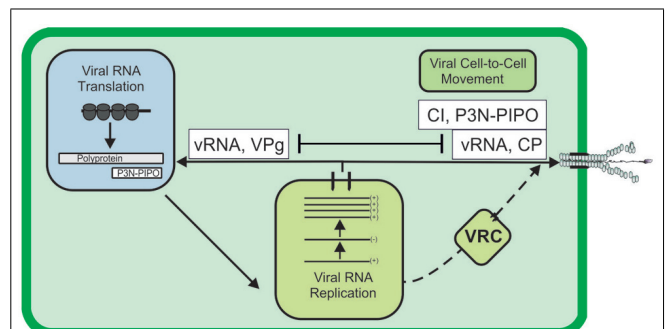 Viral RNA
Translation
Polyprotein
P3N-PIPO
vRNA, VPg
Viral Cell-to-Cell
Movement
CI, P3N-PIPO
vRNA, CP
(+)
(+)
(+)
(+)
(-)
(+)
Viral RNA
Replication
VRC